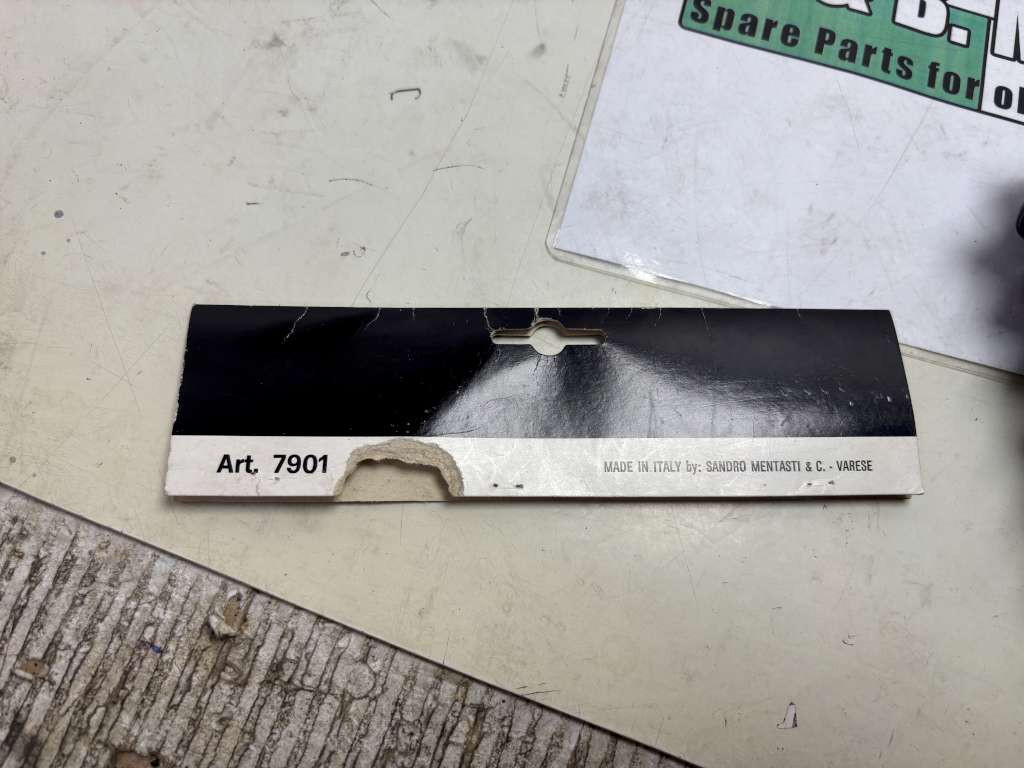 & B.
Spare Parts for
Art. 7901
MADE IN ITALY by: SANDRO MENTASTI & C. - VARESE